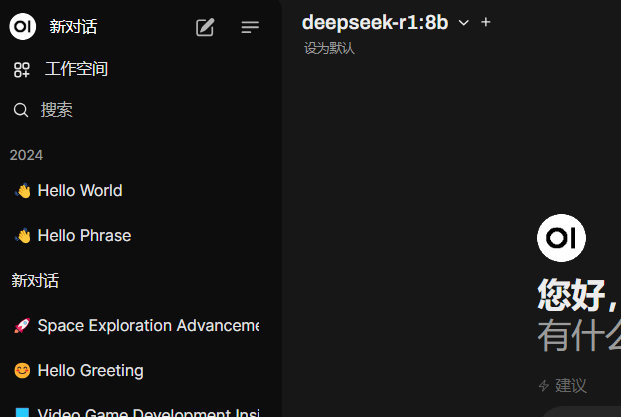 OI 新对话
工作空间
搜索
2024
Hello World
Hello Phrase
新对话
Space Exploration Advanceme
Hello Greeting
Video Game Development Insi
deepseek-r1:8b
设为默认
OI
您好，
有什么
建议